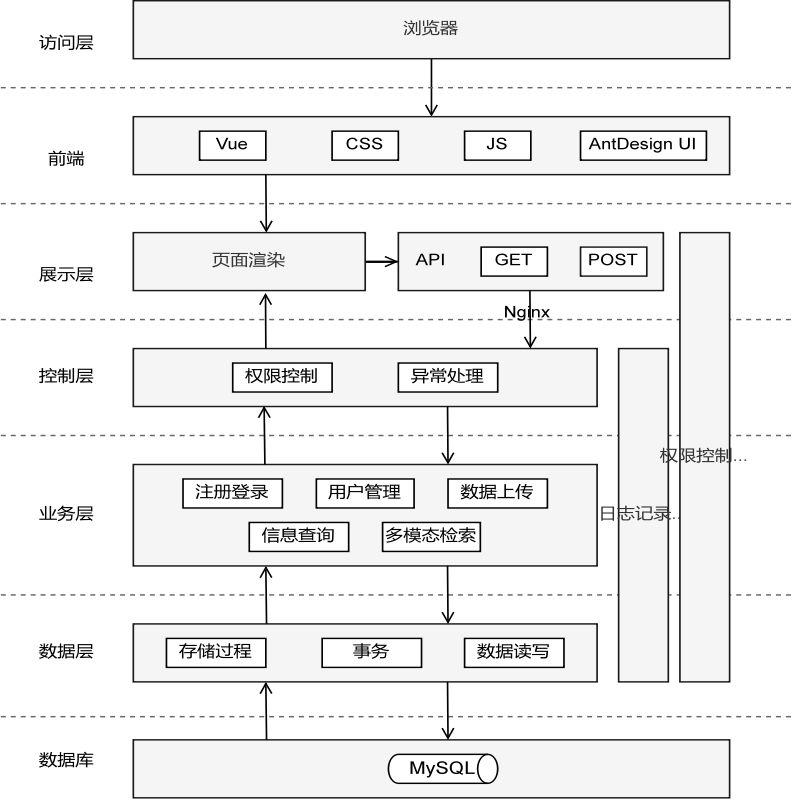 访问层
浏览器
前端
Vue
CSS
JS
AntDesign UI
展示层
页面渲染
API
GET
POST
Nginx
控制层
权限控制
异常处理
权限控制...
业务层
注册登录
用户管理
数据上传
日志记录...
信息查询
多模态检索
数据层
存储过程
事务
数据读写
数据库
MySQL